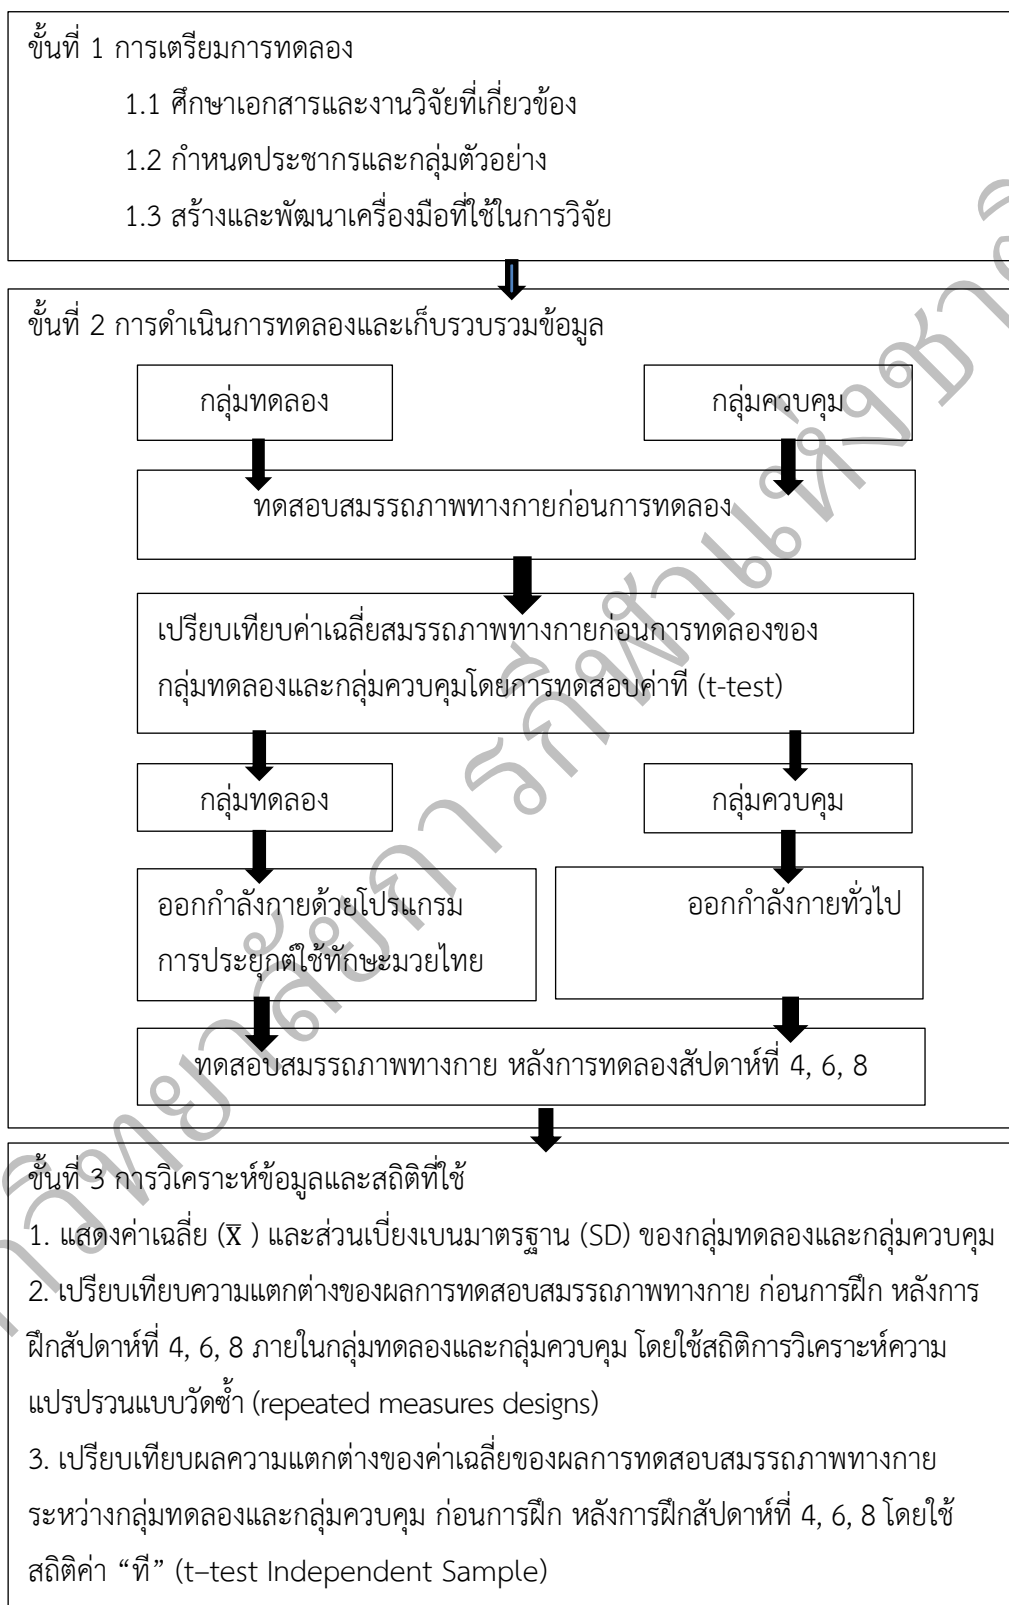 ขั้นที่ 1 การเตรียมการทดลอง
1.1 ศึกษาเอกสารและงานวิจัยที่เกี่ยวข้อง
1.2 กำหนดประชากรและกลุ่มตัวอย่าง
1.3 สร้างและพัฒนาเครื่องมือที่ใช้ในการวิจัย
ขั้นที่ 2 การดำเนินการทดลองและเก็บรวบรวมข้อมูล
กลุ่มทดลอง
กลุ่มควบคุม
ทดสอบสมรรถภาพทางกายก่อนการทดลอง
เปรียบเทียบค่าเฉลี่ยสมรรถภาพทางกายก่อนการทดลองของ
กลุ่มทดลองและกลุ่มควบคุมโดยการทดสอบค่าที (t-test)
กลุ่มทดลอง
กลุ่มควบคุม
ออกกำลังกายด้วยโปรแกรม
การประยุกต์ใช้ทักษะมวยไทย
ออกกำลังกายทั่วไป
ทดสอบสมรรถภาพทางกาย หลังการทดลองสัปดาห์ที่ 4, 6, 8
ขั้นที่ 3 การวิเคราะห์ข้อมูลและสถิติที่ใช้
1. แสดงค่าเฉลี่ย (x̅ ) และส่วนเบี่ยงเบนมาตรฐาน (SD) ของกลุ่มทดลองและกลุ่มควบคุม
2. เปรียบเทียบความแตกต่างของผลการทดสอบสมรรถภาพทางกาย ก่อนการฝึก หลังการ
ฝึกสัปดาห์ที่ 4, 6, 8 ภายในกลุ่มทดลองและกลุ่มควบคุม โดยใช้สถิติการวิเคราะห์ความ
แปรปรวนแบบวัดซ้ำ (repeated measures designs)
3. เปรียบเทียบผลความแตกต่างของค่าเฉลี่ยของผลการทดสอบสมรรถภาพทางกาย
ระหว่างกลุ่มทดลองและกลุ่มควบคุม ก่อนการฝึก หลังการฝึกสัปดาห์ที่ 4, 6, 8 โดยใช้
สถิติค่า “ที” (t–test Independent Sample)
วิทยาลัยการกีฬาแห่งชาติ